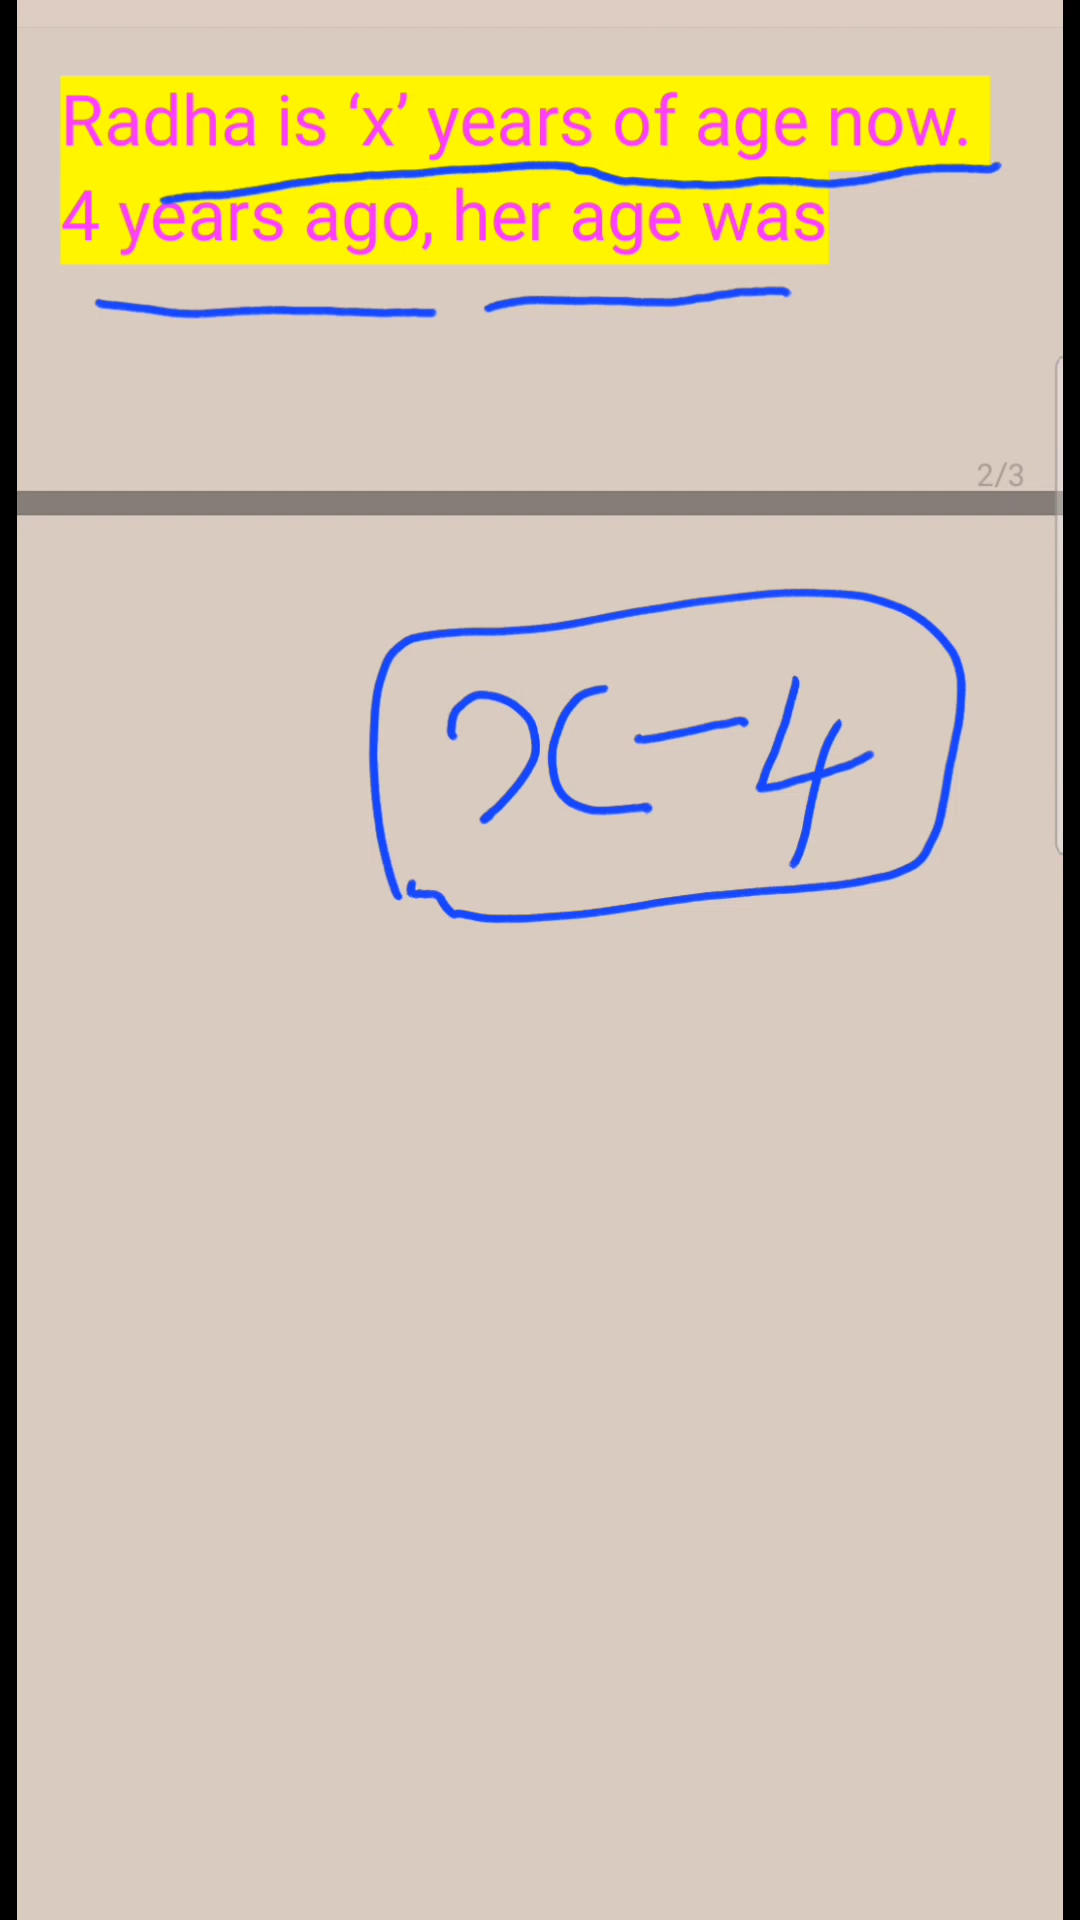 Radha is ‘x’ years of age now.
4 years ago, her age was
2/3
x-4